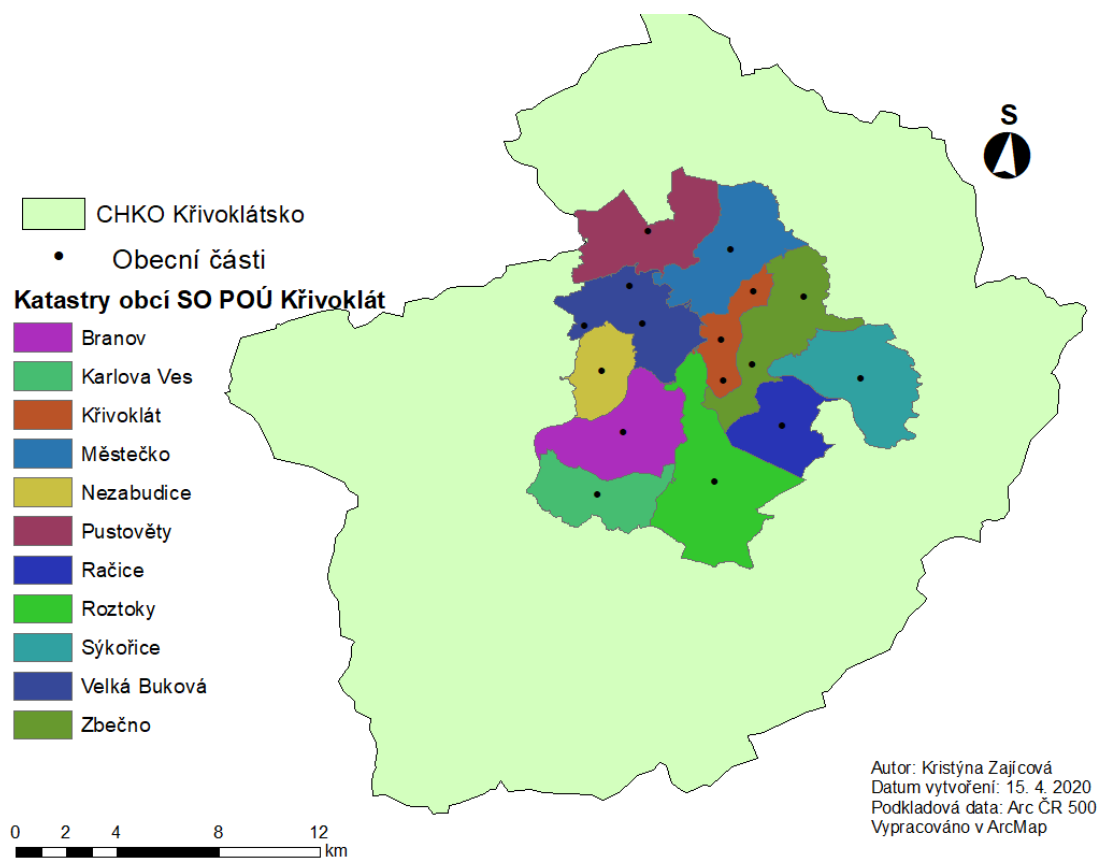 S
CHKO Křivoklátsko
Obecní části
Katastry obcí SO POÚ Křivoklát
Branov
Karlova Ves
Křivoklát
Městečko
Nezabudice
Pustověty
Račice
Roztoky
Sýkořice
Velká Buková
Zbečno
Autor: Kristýna Zajícová
Datum vytvoření: 15. 4. 2020
Podkladová data: Arc ČR 500
Vypracováno v ArcMap
0 2 4 8 12
km